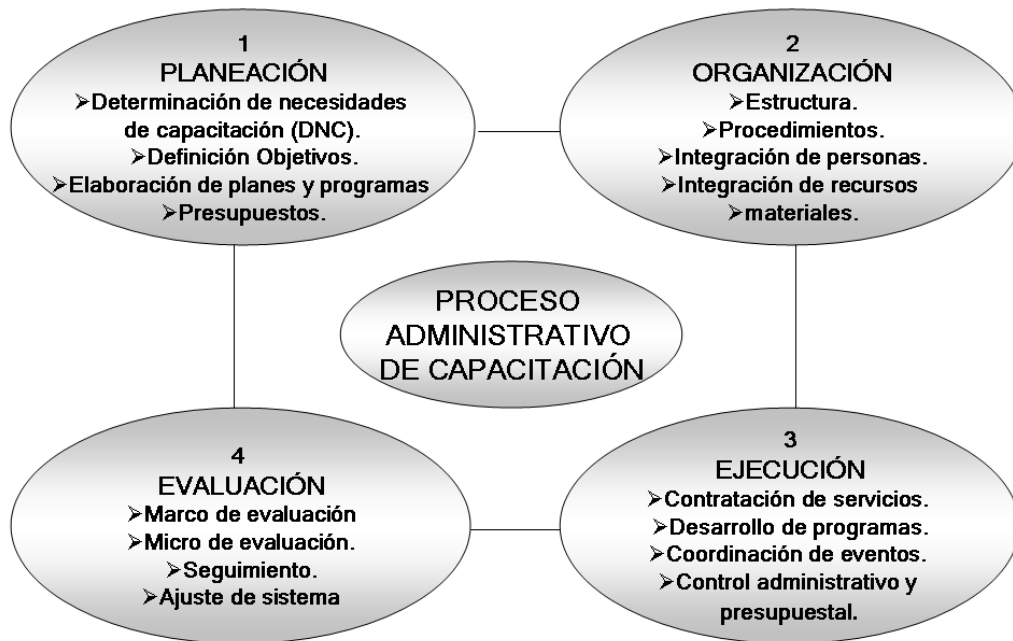 1
PLANEACIÓN
➢Determinación de necesidades
de capacitación (DNC).
➢Definición Objetivos.
➢Elaboración de planes y programas
➢Presupuestos.
2
ORGANIZACIÓN
➢Estructura.
➢Procedimientos.
➢Integración de personas.
➢Integración de recursos
➢materiales.
PROCESO
ADMINISTRATIVO
DE CAPACITACIÓN
3
EJECUCIÓN
➢Contratación de servicios.
➢Desarrollo de programas.
➢Coordinación de eventos.
➢Control administrativo y
presupuestal.
4
EVALUACIÓN
➢Marco de evaluación
➢Micro de evaluación.
➢Seguimiento.
➢Ajuste de sistema